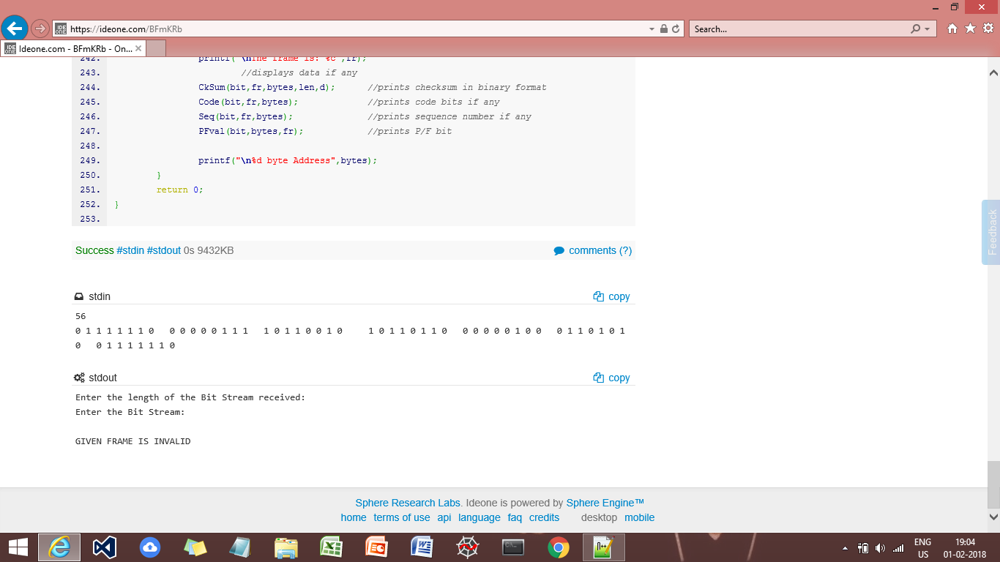 https://ideone.com/BFmKRb
Search...
Ideone.com - BFmKRb - On...
242. printf("\nThe frame is: %c",fr);
243. //displays data if any
244. CkSum(bit,fr,bytes,len,d); //prints checksum in binary format
245. Code(bit,fr,bytes); //prints code bits if any
246. Seq(bit,fr,bytes); //prints sequence number if any
247. PFval(bit,bytes,fr); //prints P/F bit
248.
249. printf("\n%d byte Address",bytes);
250. }
251. return 0;
252. }
253.
Feedback
Success #stdin #stdout 0s 9432KB
comments (?)
stdin
copy
56
0 1 1 1 1 1 1 0 0 0 0 0 0 1 1 1 1 0 1 1 0 0 1 0 1 0 1 1 0 1 1 0 0 0 0 0 0 1 0 0 0 1 1 0 1 0 1
0 0 1 1 1 1 1 1 0
stdout
copy
Enter the length of the Bit Stream received:
Enter the Bit Stream:
GIVEN FRAME IS INVALID
Sphere Research Labs. Ideone is powered by Sphere Engine™
home terms of use api language faq credits desktop mobile
ENG
US
19:04
01-02-2018